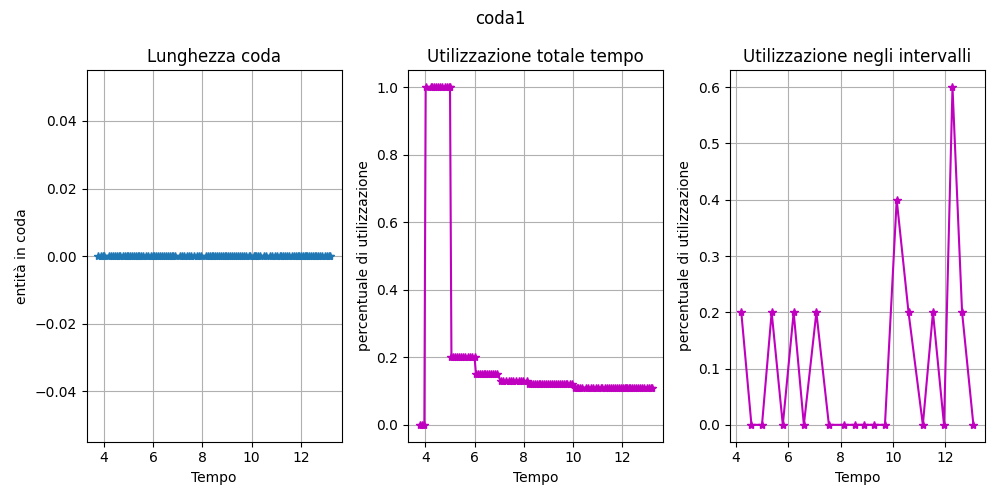 coda1
Lunghezza coda
entità in coda
0.04
0.02
0.00
−0.02
−0.04
4 6 8 10 12
Tempo
Utilizzazione totale tempo
percentuale di utilizzazione
1.0
0.8
0.6
0.4
0.2
0.0
4 6 8 10 12
Tempo
Utilizzazione negli intervalli
percentuale di utilizzazione
0.6
0.5
0.4
0.3
0.2
0.1
0.0
4 6 8 10 12
Tempo